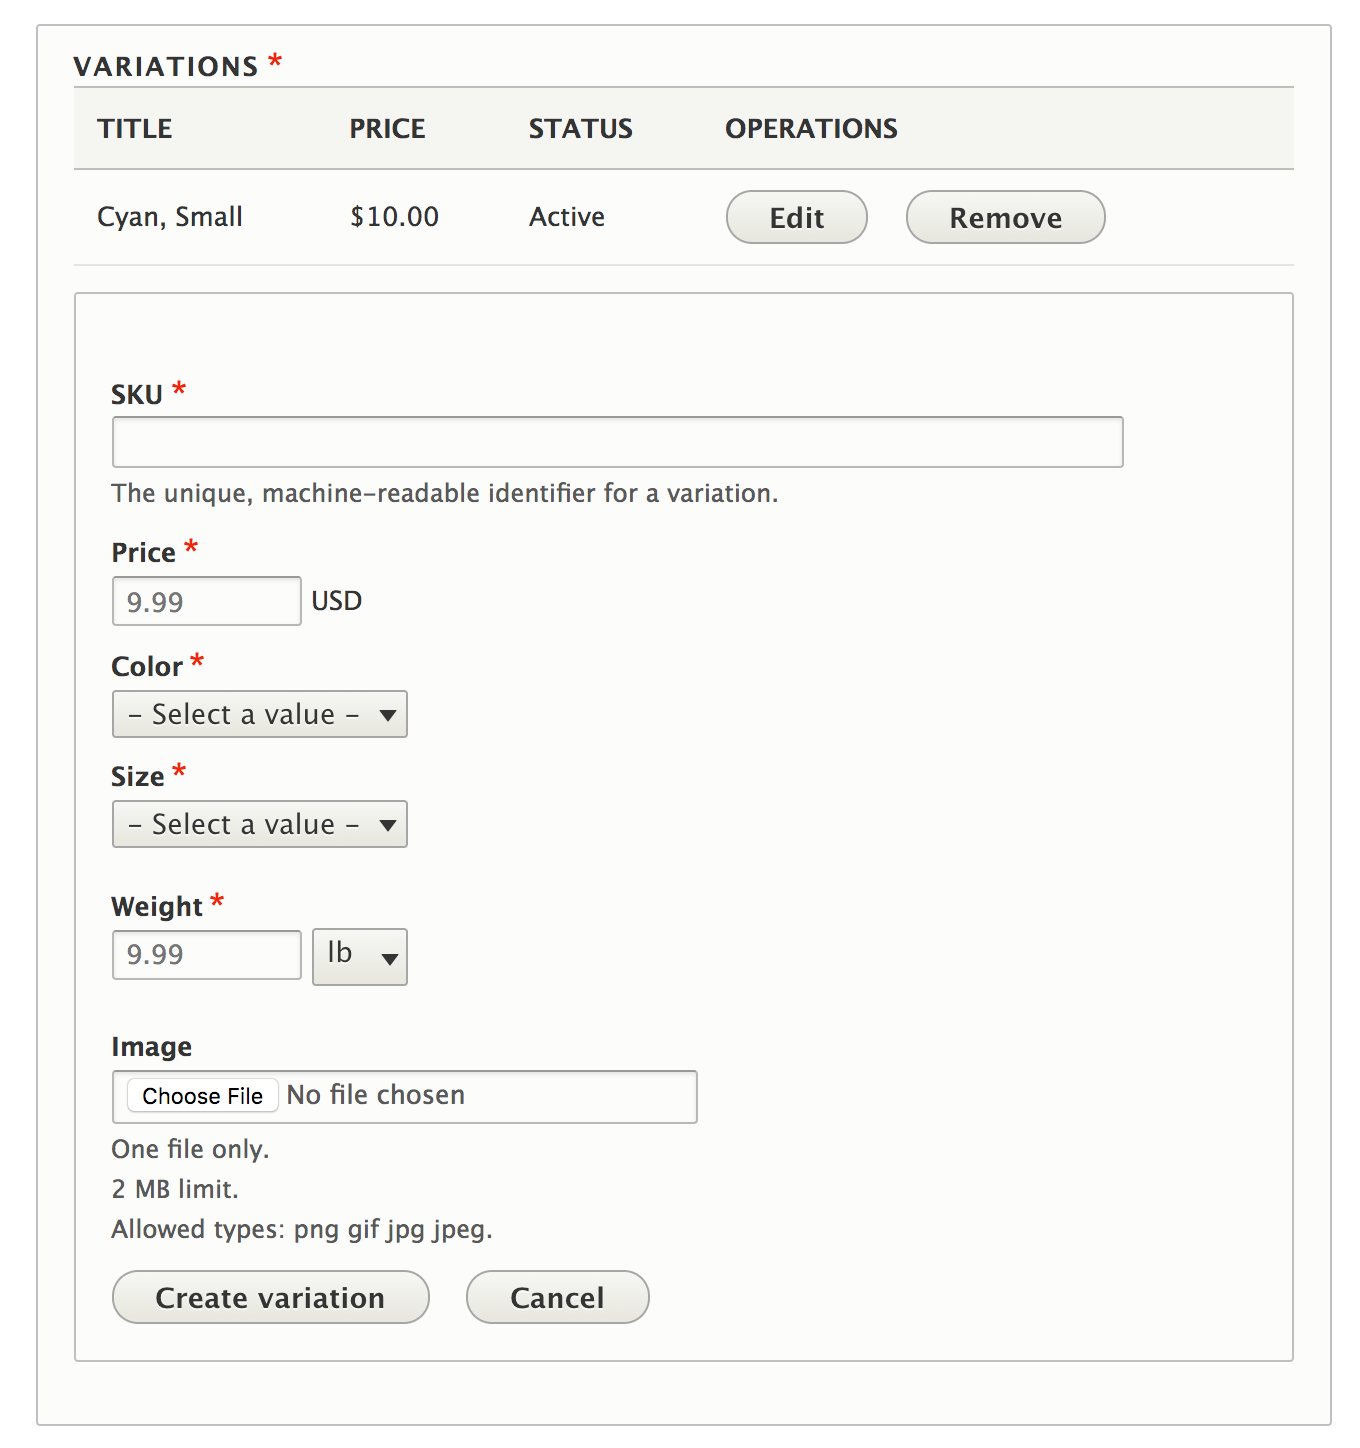 VARIATIONS *
TITLE PRICE STATUS OPERATIONS
Cyan, Small $10.00 Active Edit Remove
SKU *
The unique, machine-readable identifier for a variation.
Price *
9.99 USD
Color *
- Select a value -
Size *
- Select a value -
Weight *
9.99 lb
Image
Choose File No file chosen
One file only.
2 MB limit.
Allowed types: png gif jpg jpeg.
Create variation Cancel